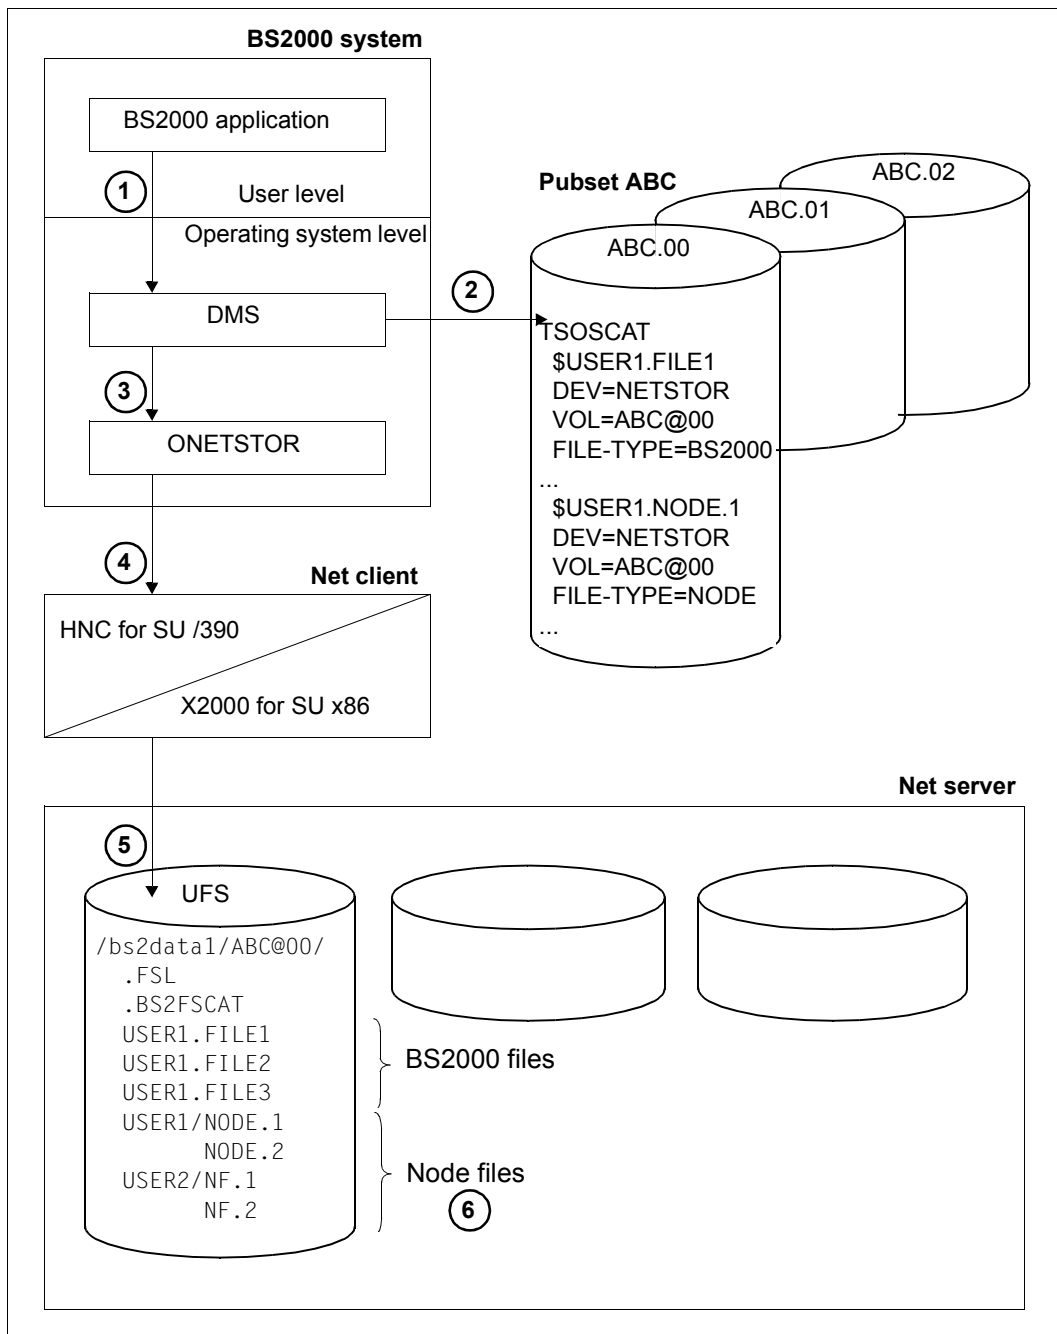 BS2000 system
BS2000 application
1
User level
Operating system level
DMS
2
3
ONETSTOR
Pubset ABC
ABC.02
ABC.01
ABC.00
TSOSCAT
$USER1.FILE1
DEV=NETSTOR
VOL=ABC@00
FILE-TYPE=BS2000
...
$USER1.NODE.1
DEV=NETSTOR
VOL=ABC@00
FILE-TYPE=NODE
...
4
Net client
HNC for SU /390
X2000 for SU x86
Net server
5
UFS
/bs2data1/ABC@00/
.FSL
.BS2FSCAT
USER1.FILE1
USER1.FILE2
USER1.FILE3
USER1/NODE.1
NODE.2
USER2/NF.1
NF.2
BS2000 files
Node files
6